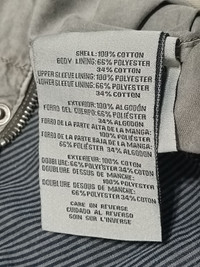 SHELL: 100% COTTON
BODY LINING: 66% POLYESTER
34% COTTON
UPPER SLEEVE LINING: 100% POLYESTER
LOWER SLEEVE LINING: 66% POLYESTER
34% COTTON
EXTERIOR: 100% ALGODÓN
FORRO DEL CUERPO: 66% POLIÉSTER
34% ALGODÓN
FORRO DE LA PARTE ALTA DE LA MANGA:
100% POLIÉSTER
FORRO DE LA PARTE BAJA DE LA MANGA:
66% POLIÉSTER 34% ALGODÓN
EXTÉRIEUR: 100% COTON
DOUBLURE: 66% POLYESTER 34% COTON
DOUBLURE DESSUS DE MANCHE:
100% POLYESTER
DOUBLURE DESSOUS DE MANCHE:
66% POLYESTER 34% COTON
CARE ON REVERSE
CUIDADO AL REVERSO
SOIN SUR L'INVERSE